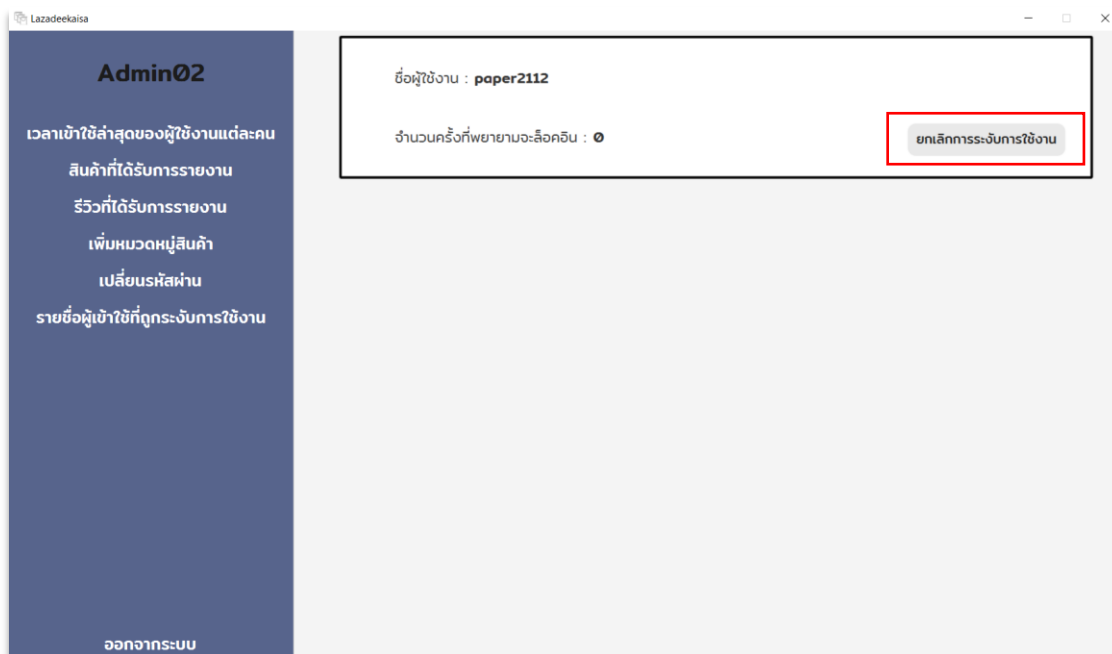 Lazadeekaisa
Admin02
เวลาเข้าใช้ล่าสุดของผู้ใช้งานแต่ละคน
สินค้าที่ได้รับการรายงาน
รีวิวที่ได้รับการรายงาน
เพิ่มหมวดหมู่สินค้า
เปลี่ยนรหัสผ่าน
รายชื่อผู้เข้าใช้ที่ถูกระงับการใช้งาน
ออกจากระบบ
ชื่อผู้ใช้งาน : paper2112
จำนวนครั้งที่พยายามจะล็อคอิน : 0
ยกเลิกการระงับการใช้งาน